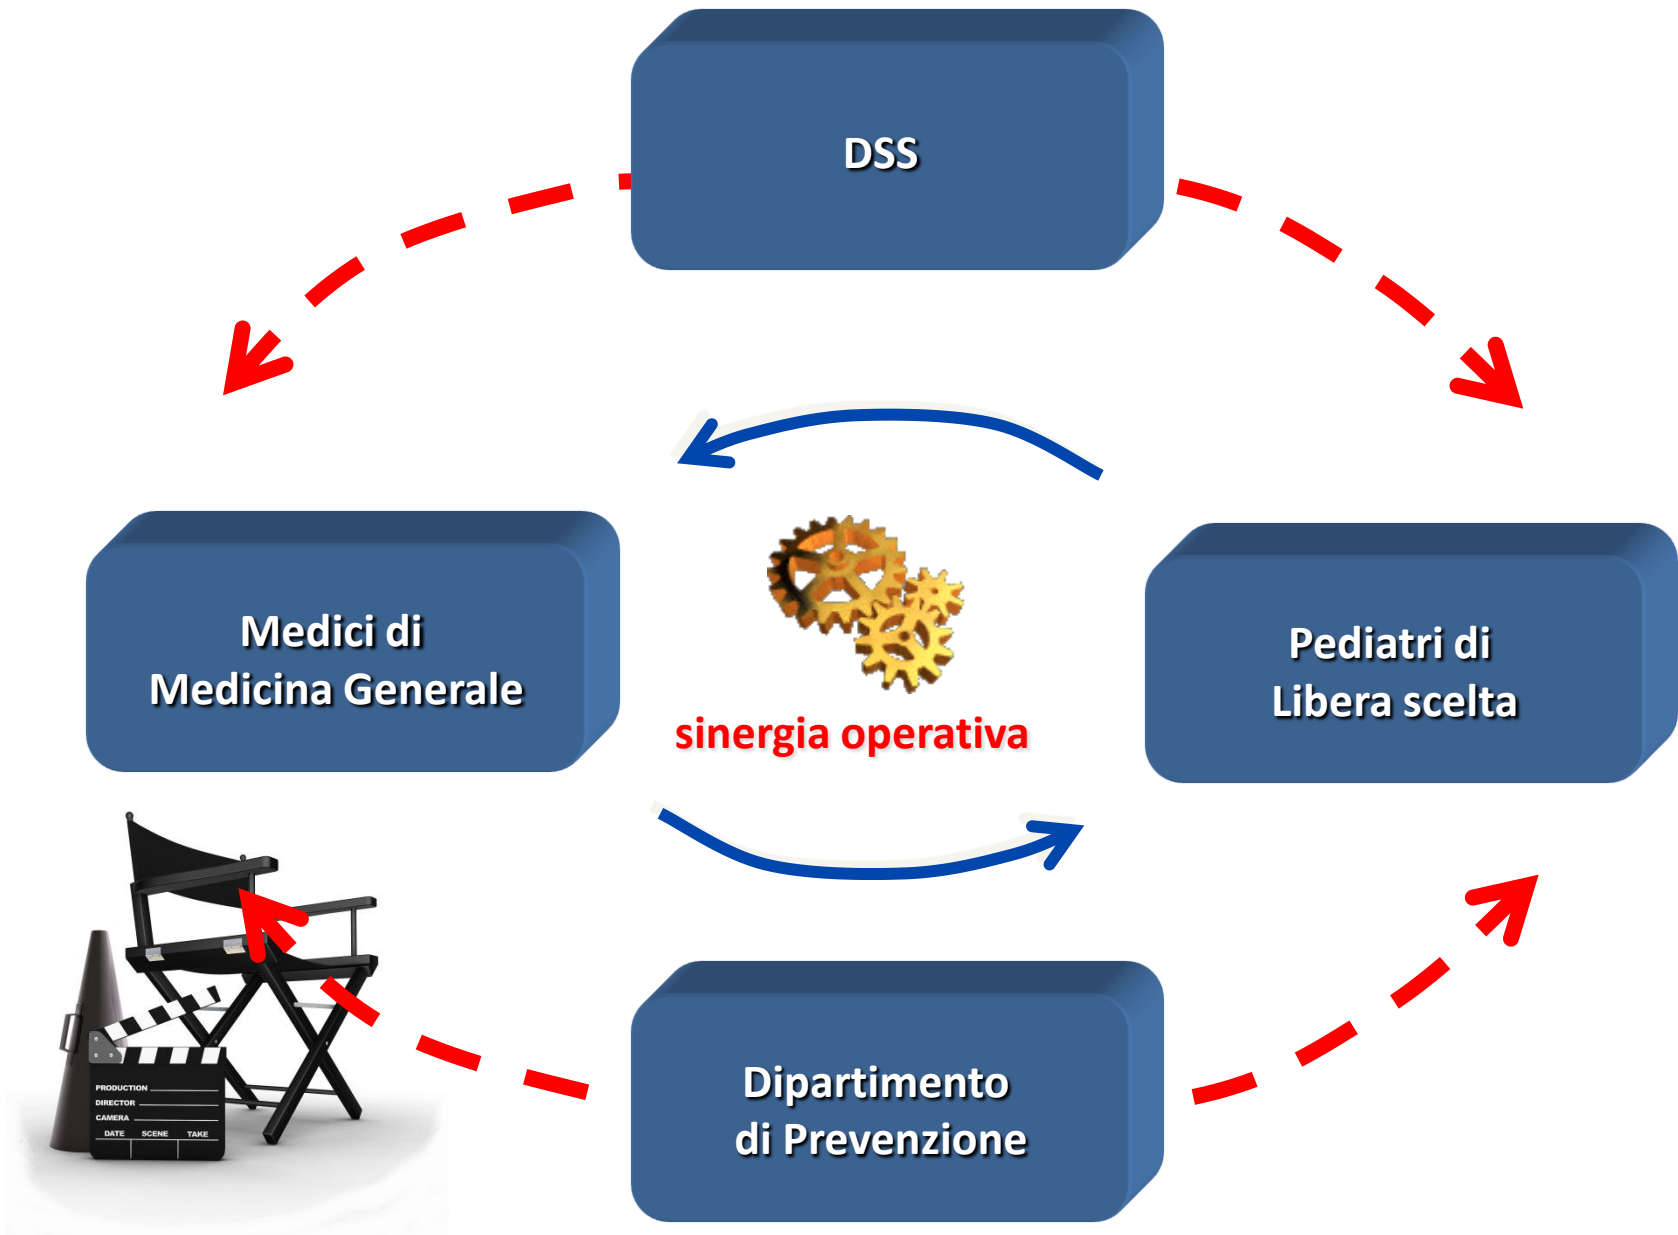 DSS
Medici di
Medicina Generale
Pediatri di
Libera scelta
sinergia operativa
Dipartimento
di Prevenzione
PRODUCTION
DIRECTOR
CAMERA
DATE SCENE TAKE